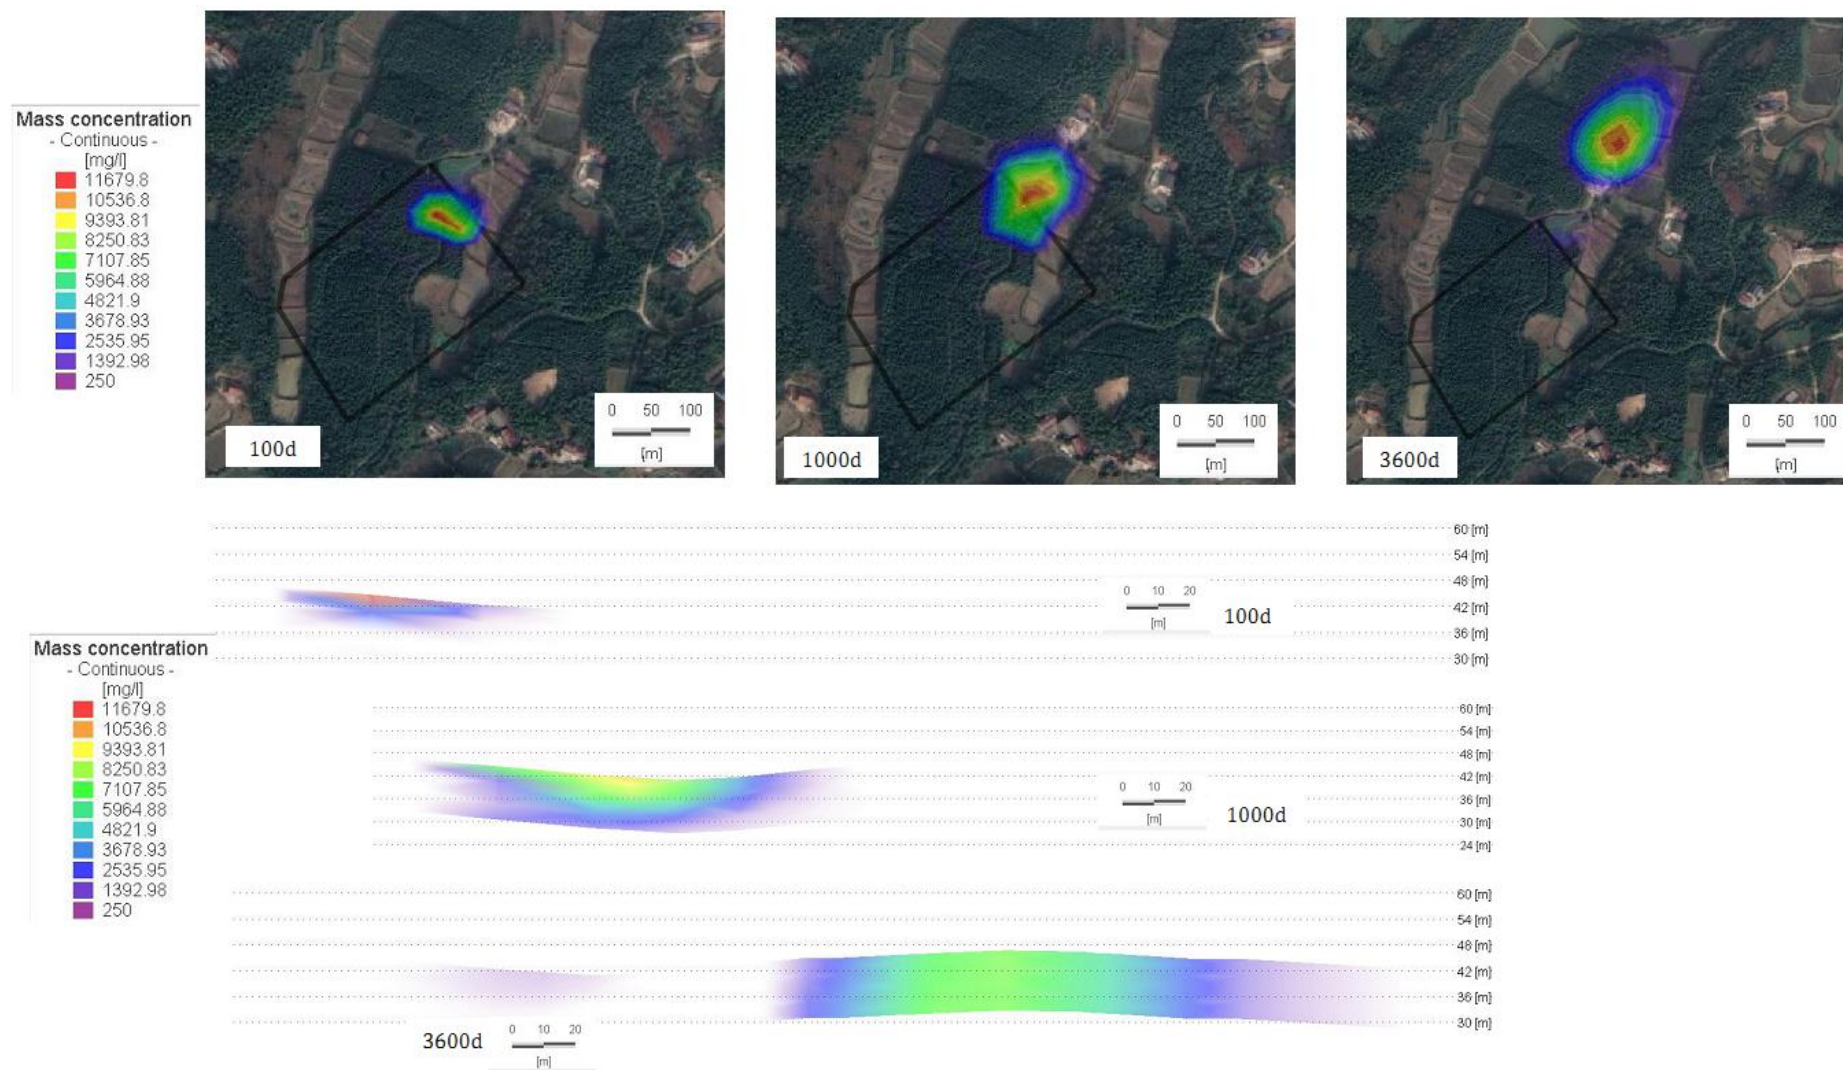 Mass concentration
- Continuous -
[mg/l]
11679.8
10536.8
9393.81
8250.83
7107.85
5964.88
4821.9
3678.93
2535.95
1392.98
250
100d
0 50 100
[m]
1000d
0 50 100
[m]
3600d
0 50 100
[m]
60 [m]
54 [m]
48 [m]
42 [m]
36 [m]
30 [m]
0 10 20
[m]
100d
Mass concentration
- Continuous -
[mg/l]
11679.8
10536.8
9393.81
8250.83
7107.85
5964.88
4821.9
3678.93
2535.95
1392.98
250
60 [m]
54 [m]
48 [m]
42 [m]
36 [m]
30 [m]
24 [m]
0 10 20
[m]
1000d
60 [m]
54 [m]
48 [m]
42 [m]
36 [m]
30 [m]
3600d
0 10 20
[m]